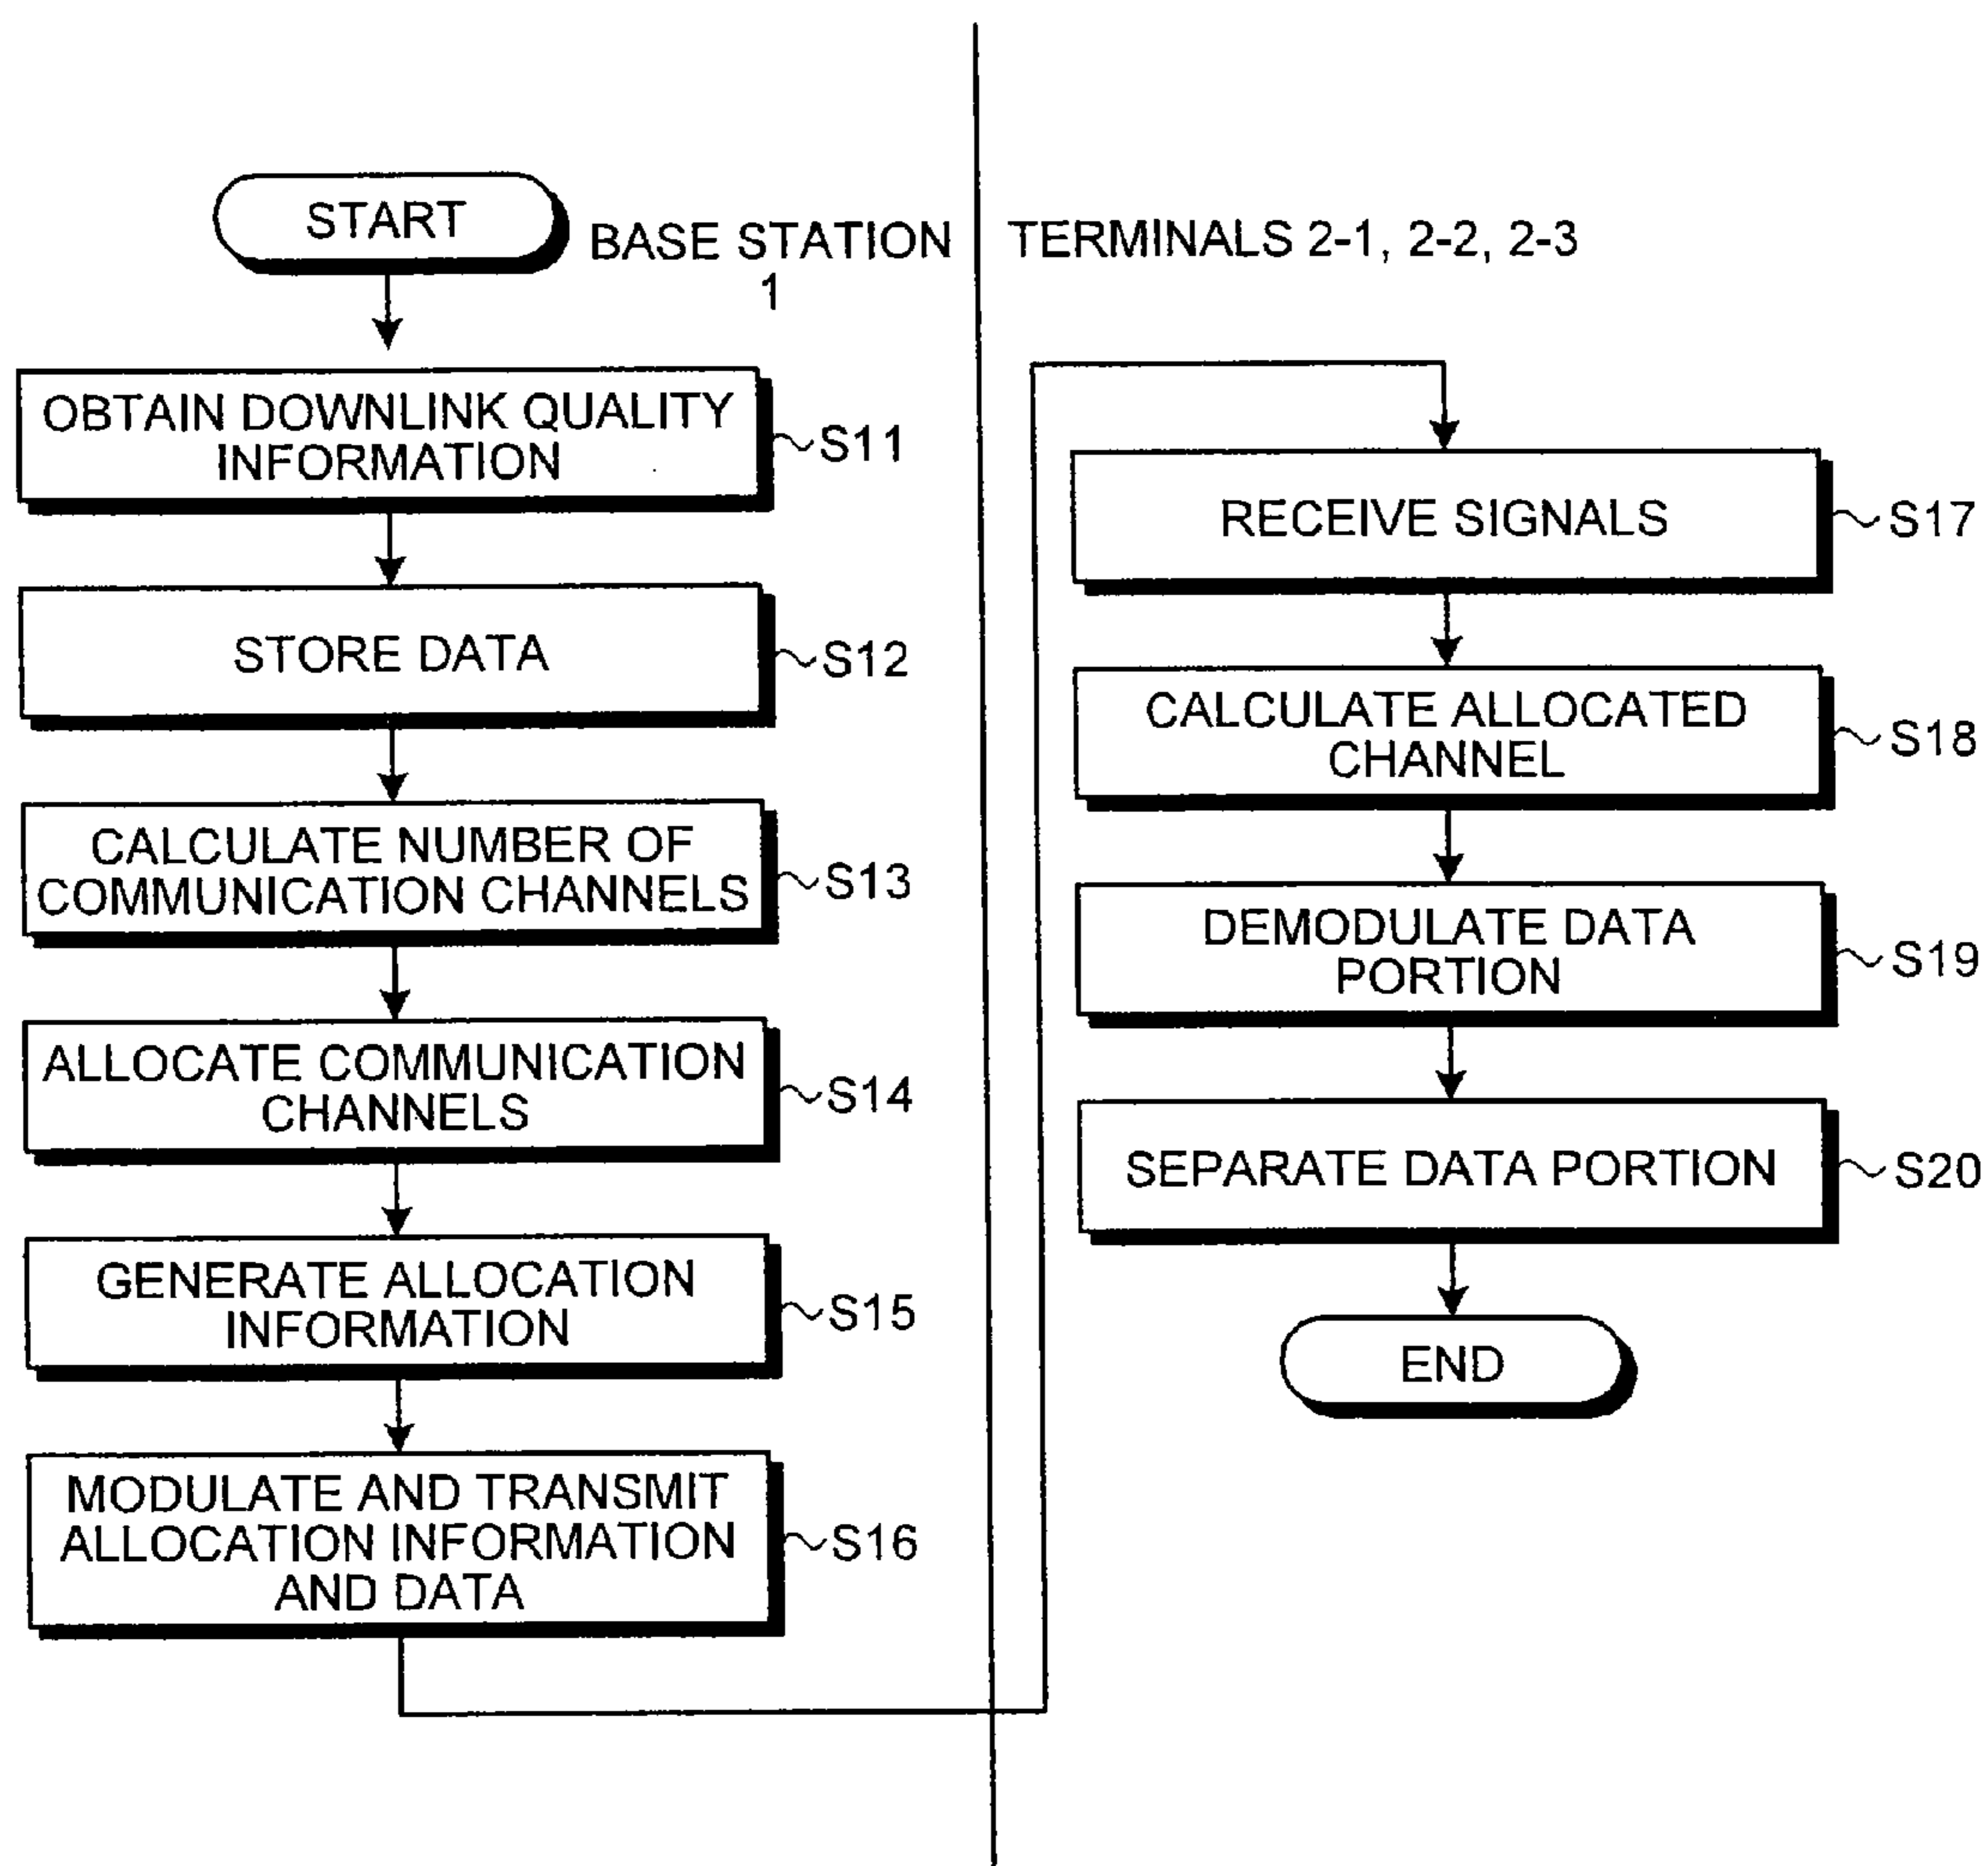 START
BASE STATION
1
OBTAIN DOWNLINK QUALITY
INFORMATION
S11
STORE DATA
S12
CALCULATE NUMBER OF
COMMUNICATION CHANNELS
S13
ALLOCATE COMMUNICATION
CHANNELS
S14
GENERATE ALLOCATION
INFORMATION
S15
MODULATE AND TRANSMIT
ALLOCATION INFORMATION
AND DATA
S16
TERMINALS 2-1, 2-2, 2-3
RECEIVE SIGNALS
S17
CALCULATE ALLOCATED
CHANNEL
S18
DEMODULATE DATA
PORTION
S19
SEPARATE DATA PORTION
S20
END